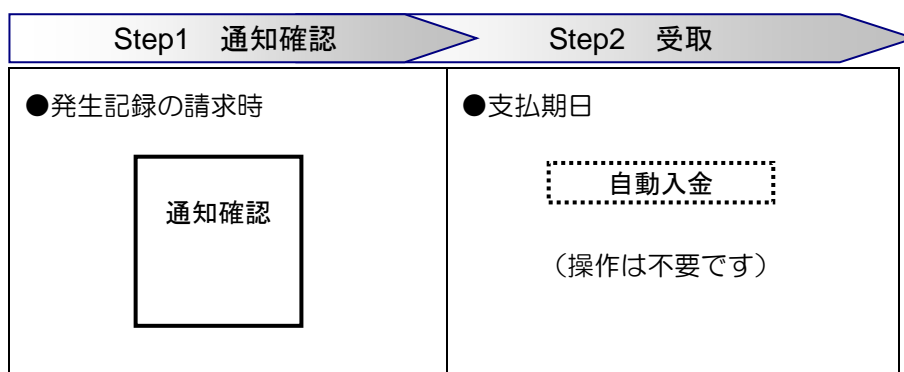 Step1 通知確認
Step2 受取
●発生記録の請求時
通知確認
●支払期日
自動入金
（操作は不要です）